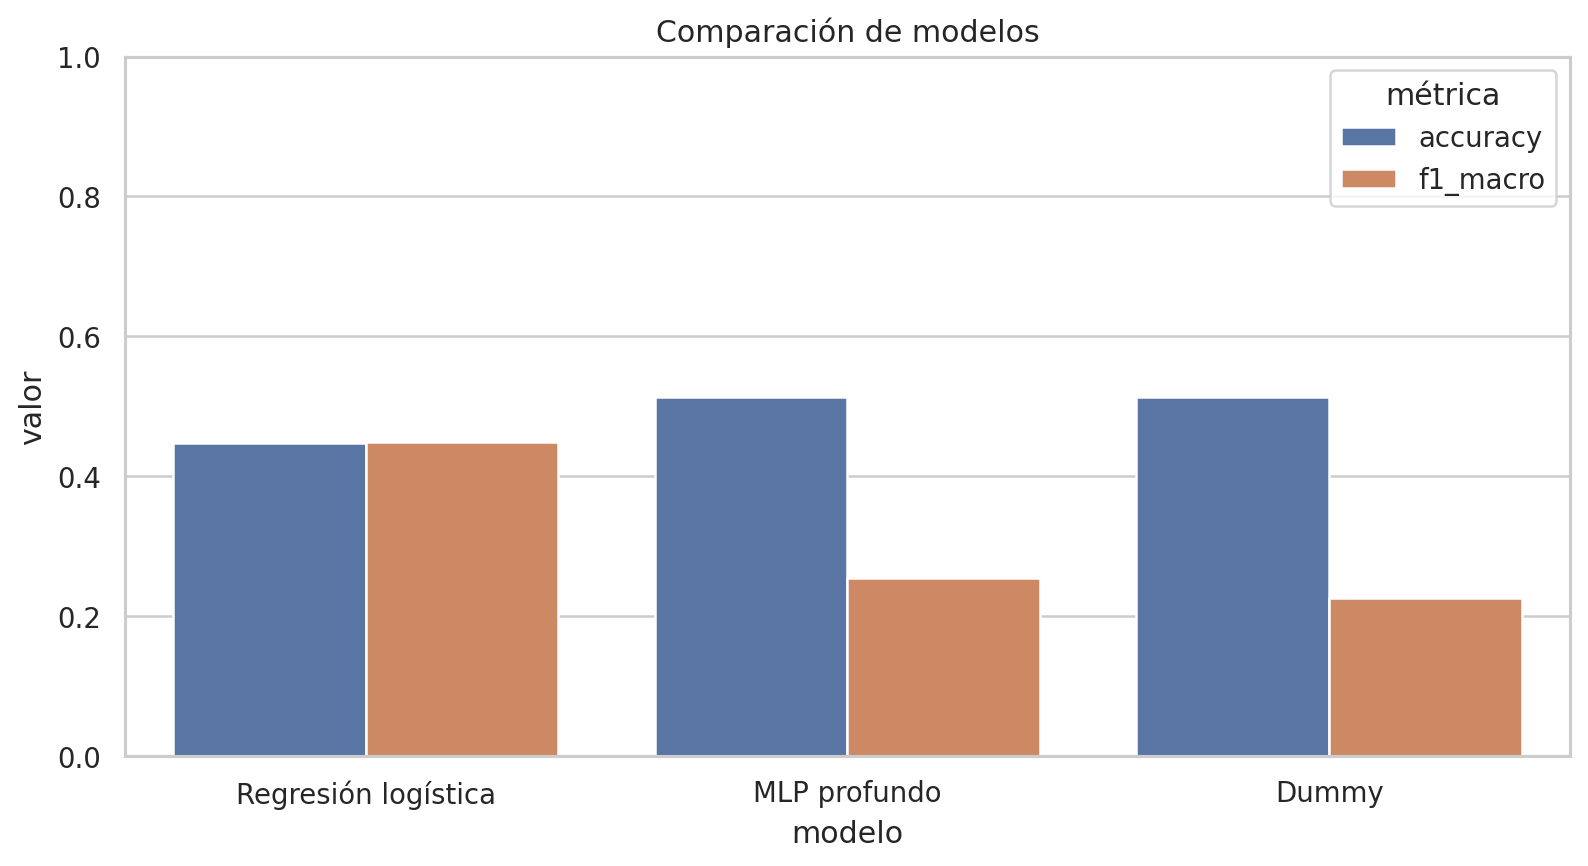 Comparación de modelos
1.0
0.8
0.6
0.4
0.2
0.0
valor
métrica
accuracy
f1_macro
Regresión logística
MLP profundo
Dummy
modelo